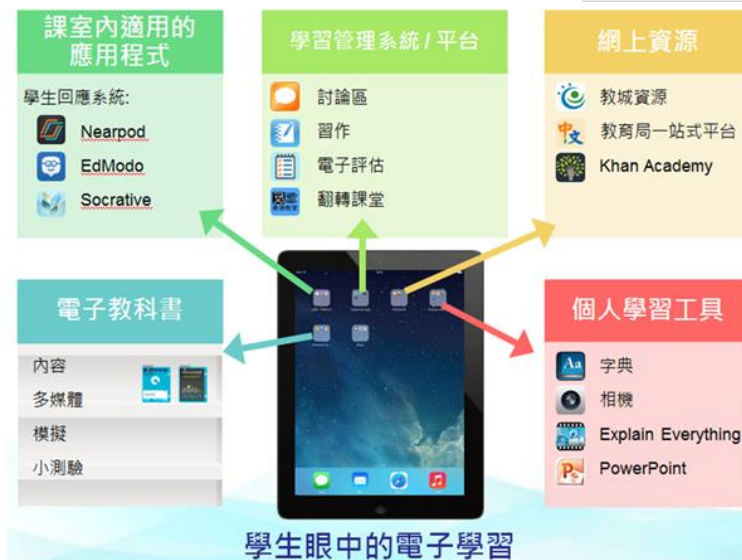 課室內適用的
應用程式
學生回應系統:
Nearpod
EdModo
Socrative
學習管理系統 / 平台
討論區
習作
電子評估
翻轉課堂
網上資源
教城資源
中文
教育局一站式平台
Khan Academy
電子教科書
內容
多媒體
模擬
小測驗
個人學習工具
Aa
字典
相機
Explain Everything
P
PowerPoint
學生眼中的電子學習